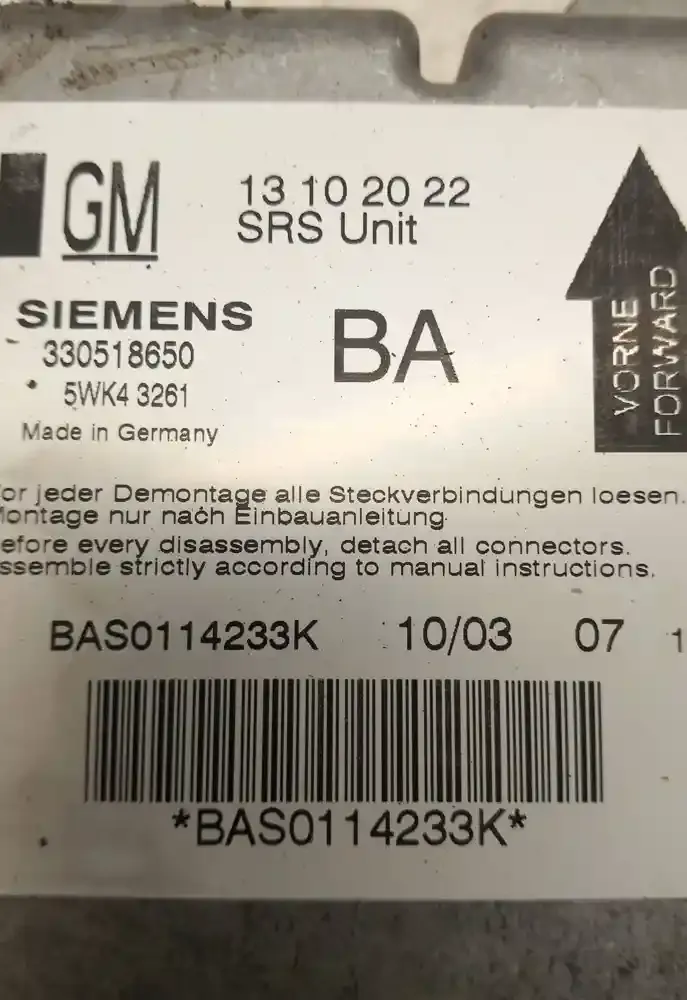 GM
13 10 20 22
SRS Unit
SIEMENS
330518650
5WK4 3261
Made in Germany
BA
VORNE
FORWARD
or jeder Demontage alle Steckverbindungen loesen.
ontage nur nach Einbauanleitung
efore every disassembly, detach all connectors.
ssemble strictly according to manual instructions.
BAS0114233K 10/03 07 1
*BAS0114233K*